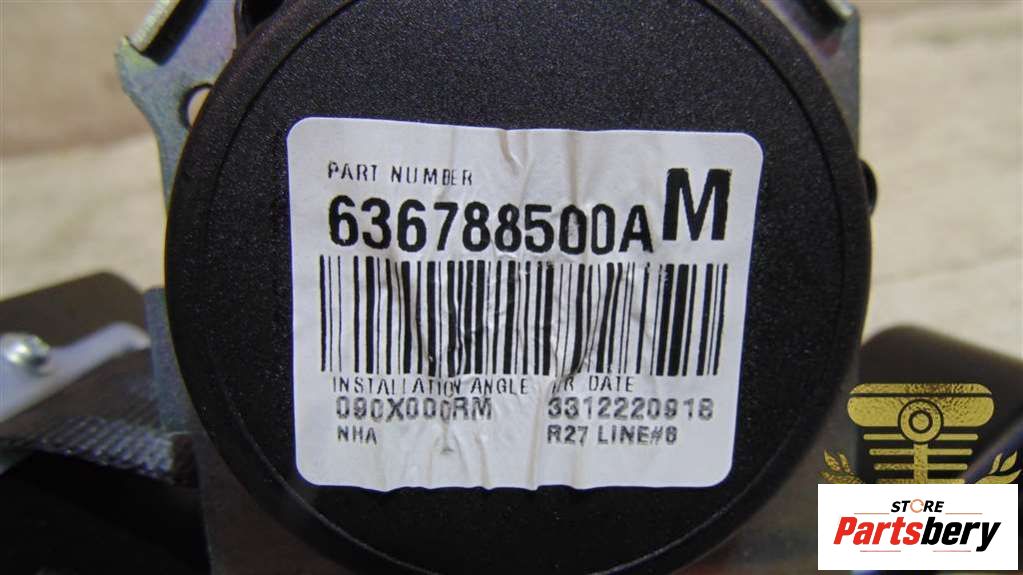 PART NUMBER
636788500A M
INSTALLATION ANGLE DATE
090X000RM 3312220918
NHA R27 LINE#6
STORE
Partsbery